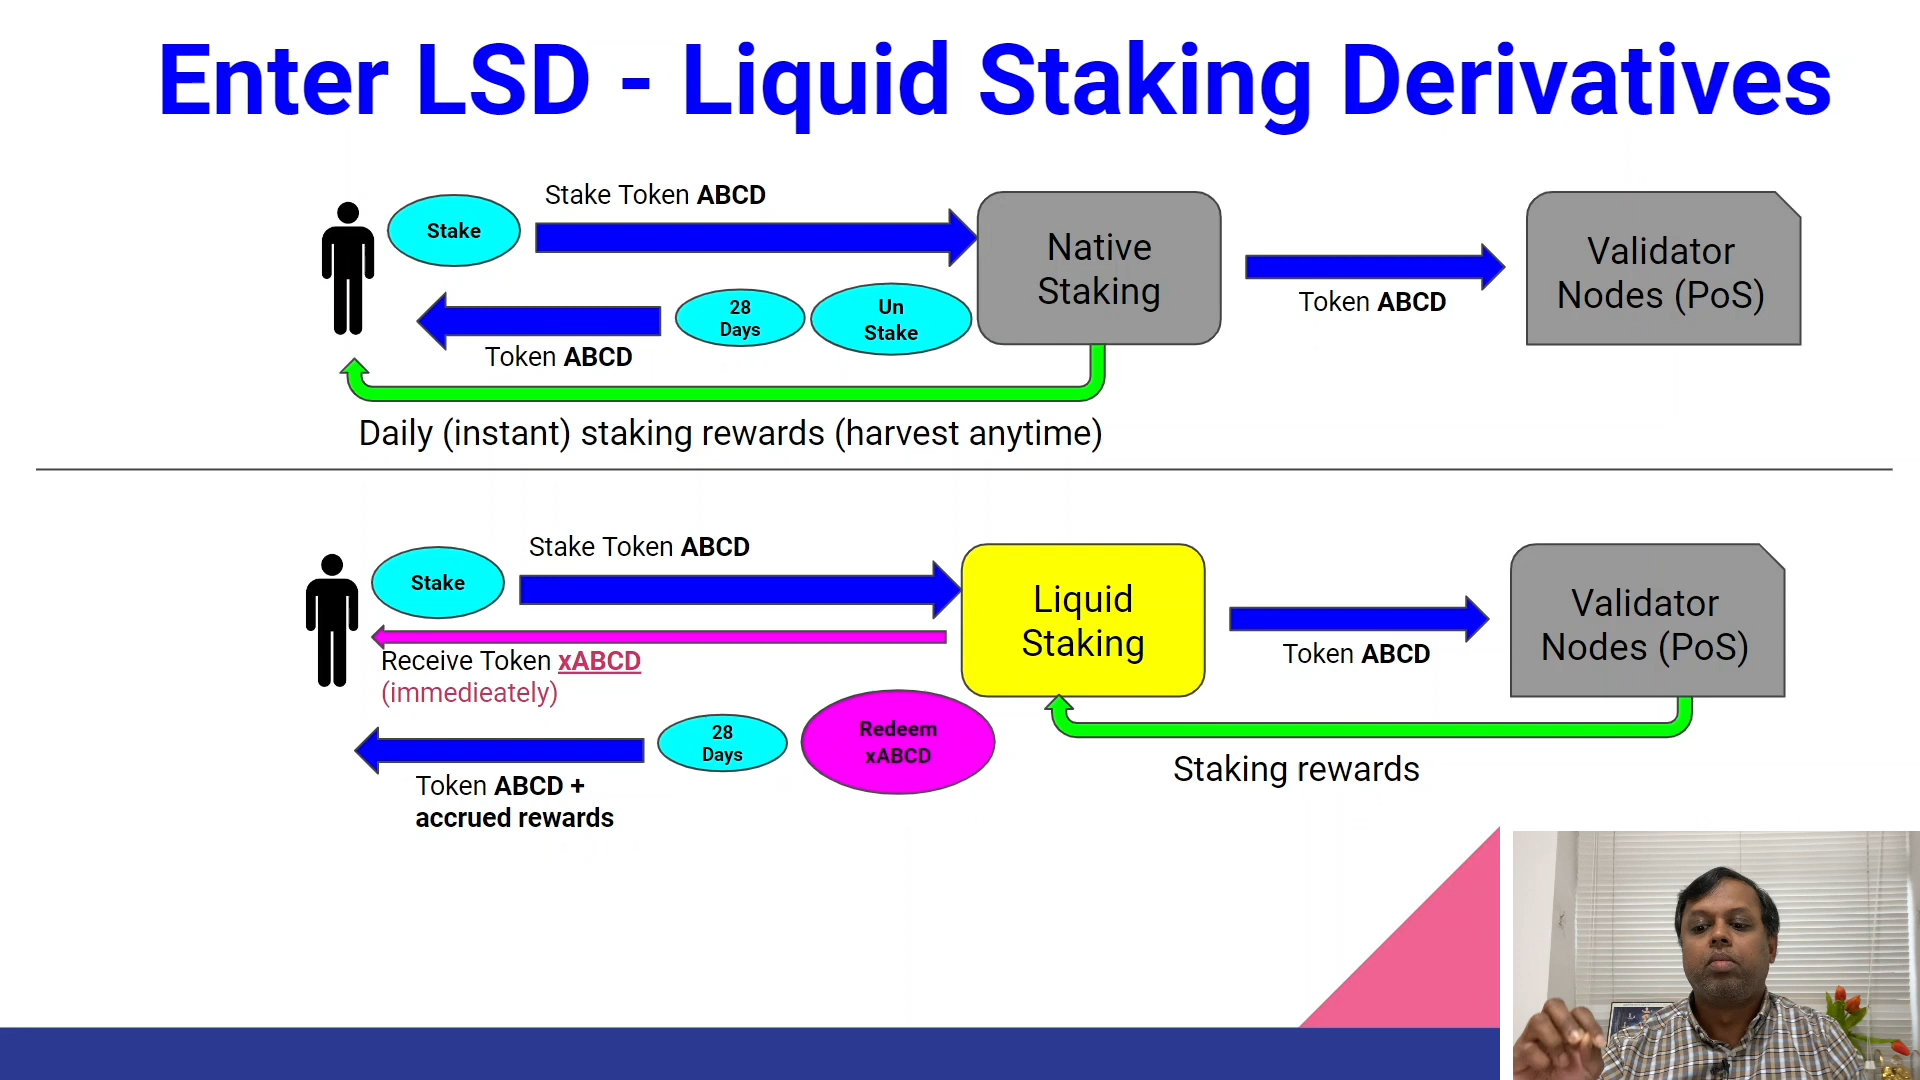 Enter LSD - Liquid Staking Derivatives
Stake Token ABCD
Stake
Native
Staking
Validator
Nodes (PoS)
Token ABCD
28
Days
Un
Stake
Token ABCD
Daily (instant) staking rewards (harvest anytime)
Stake Token ABCD
Stake
Liquid
Staking
Validator
Nodes (PoS)
Token ABCD
Receive Token xABCD
(immedieately)
28
Days
Redeem
xABCD
Token ABCD +
accrued rewards
Staking rewards